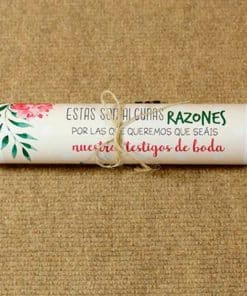 ESTAS SON ALGUNAS RAZONES
POR LAS QUE QUEREMOS QUE SEÁIS
nuestros testigos de boda